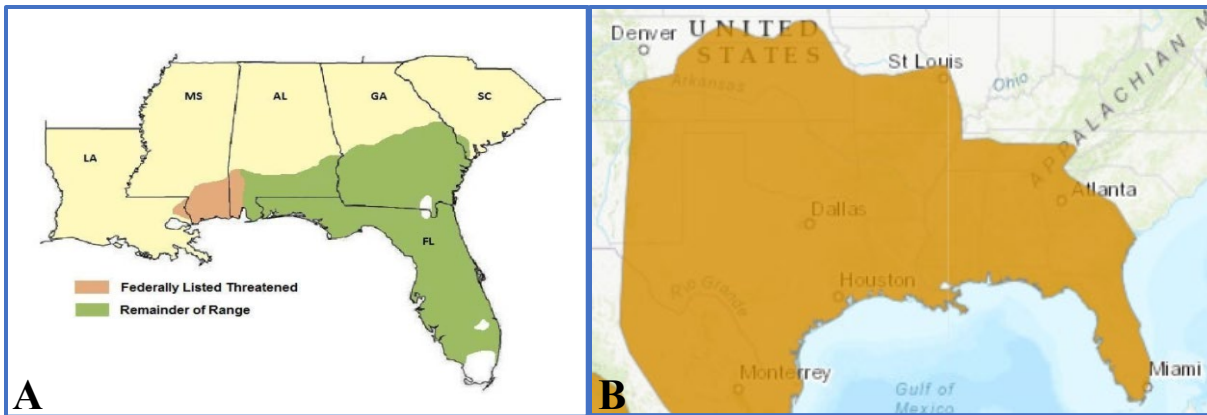 MS
AL
GA
SC
LA
FL
Federally Listed Threatened
Remainder of Range
A
Denver
UNITED
STATES
St Louis
Arkansas
Ohio
APPALACHIAN M
Atlanta
Dallas
Houston
Rio Grande
Monterrey
Miami
Gulf of
Mexico
B